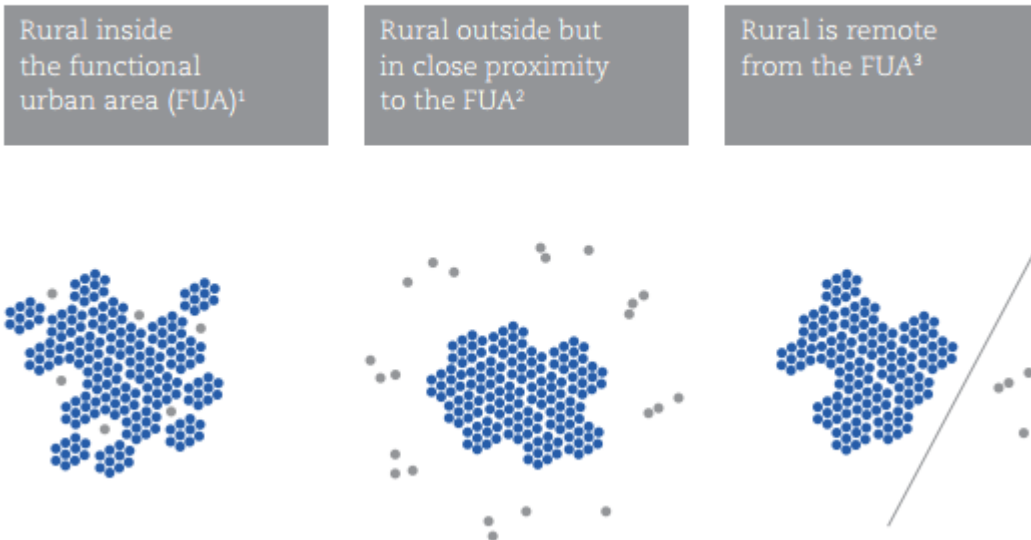 Rural inside
the functional
urban area (FUA)¹
Rural outside but
in close proximity
to the FUA²
Rural is remote
from the FUA³